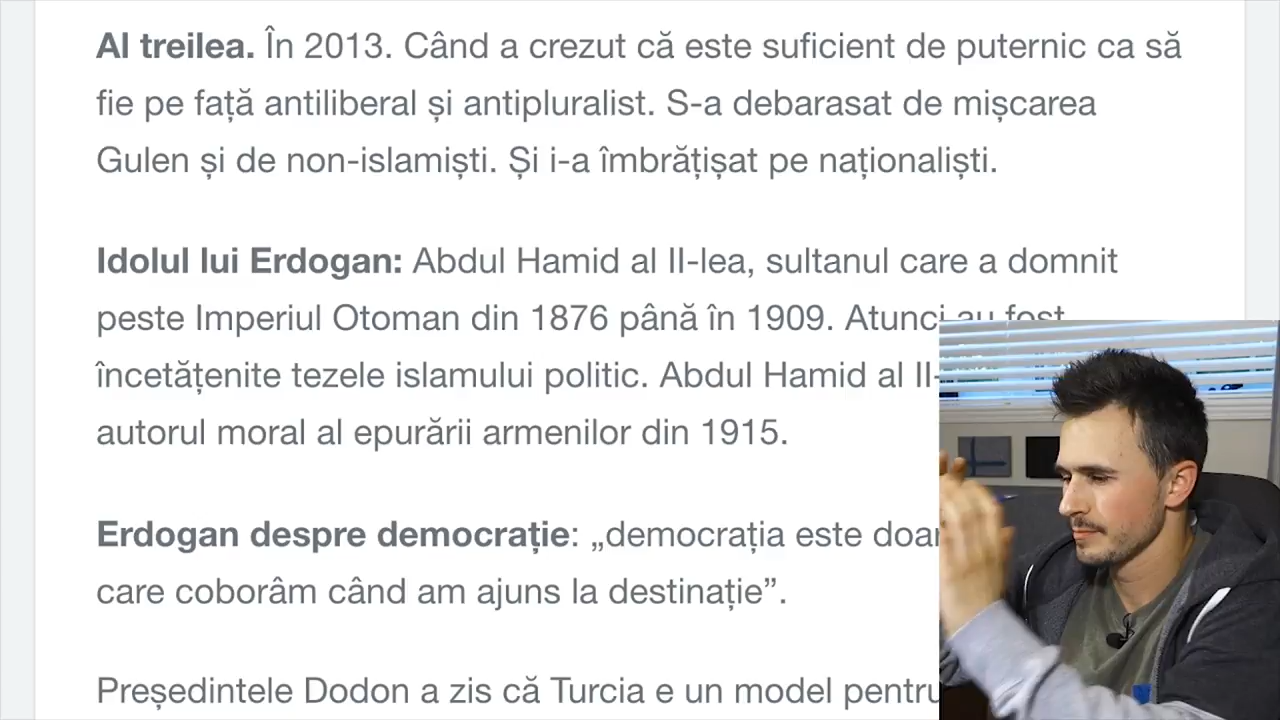 Al treilea. În 2013. Când a crezut că este suficient de puternic ca să
fie pe față antiliberal și antipluralist. S-a debarasat de mișcarea
Gulen și de non-islamiști. Și i-a îmbrățișat pe naționaliști.
Idolul lui Erdogan: Abdul Hamid al II-lea, sultanul care a domnit
peste Imperiul Otoman din 1876 până în 1909. Atunci au fost
încetățenite tezele islamului politic. Abdul Hamid al II-
autorul moral al epurării armenilor din 1915.
Erdogan despre democrație: „democrația este doar
care coborâm când am ajuns la destinație”.
Președintele Dodon a zis că Turcia e un model pentru